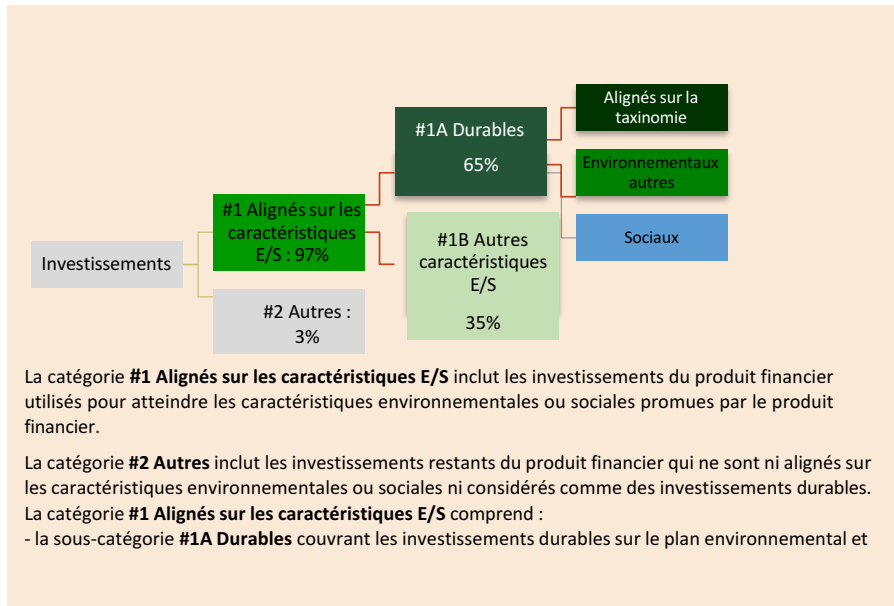 Investissements
#1 Alignés sur les
caractéristiques
E/S : 97%
#2 Autres :
3%
#1A Durables
65%
#1B Autres
caractéristiques
E/S
35%
Alignés sur la
taxinomie
Environnementaux
autres
Sociaux
La catégorie #1 Alignés sur les caractéristiques E/S inclut les investissements du produit financier
utilisés pour atteindre les caractéristiques environnementales ou sociales promues par le produit
financier.
La catégorie #2 Autres inclut les investissements restants du produit financier qui ne sont ni alignés sur
les caractéristiques environnementales ou sociales ni considérés comme des investissements durables.
La catégorie #1 Alignés sur les caractéristiques E/S comprend :
- la sous-catégorie #1A Durables couvrant les investissements durables sur le plan environnemental et